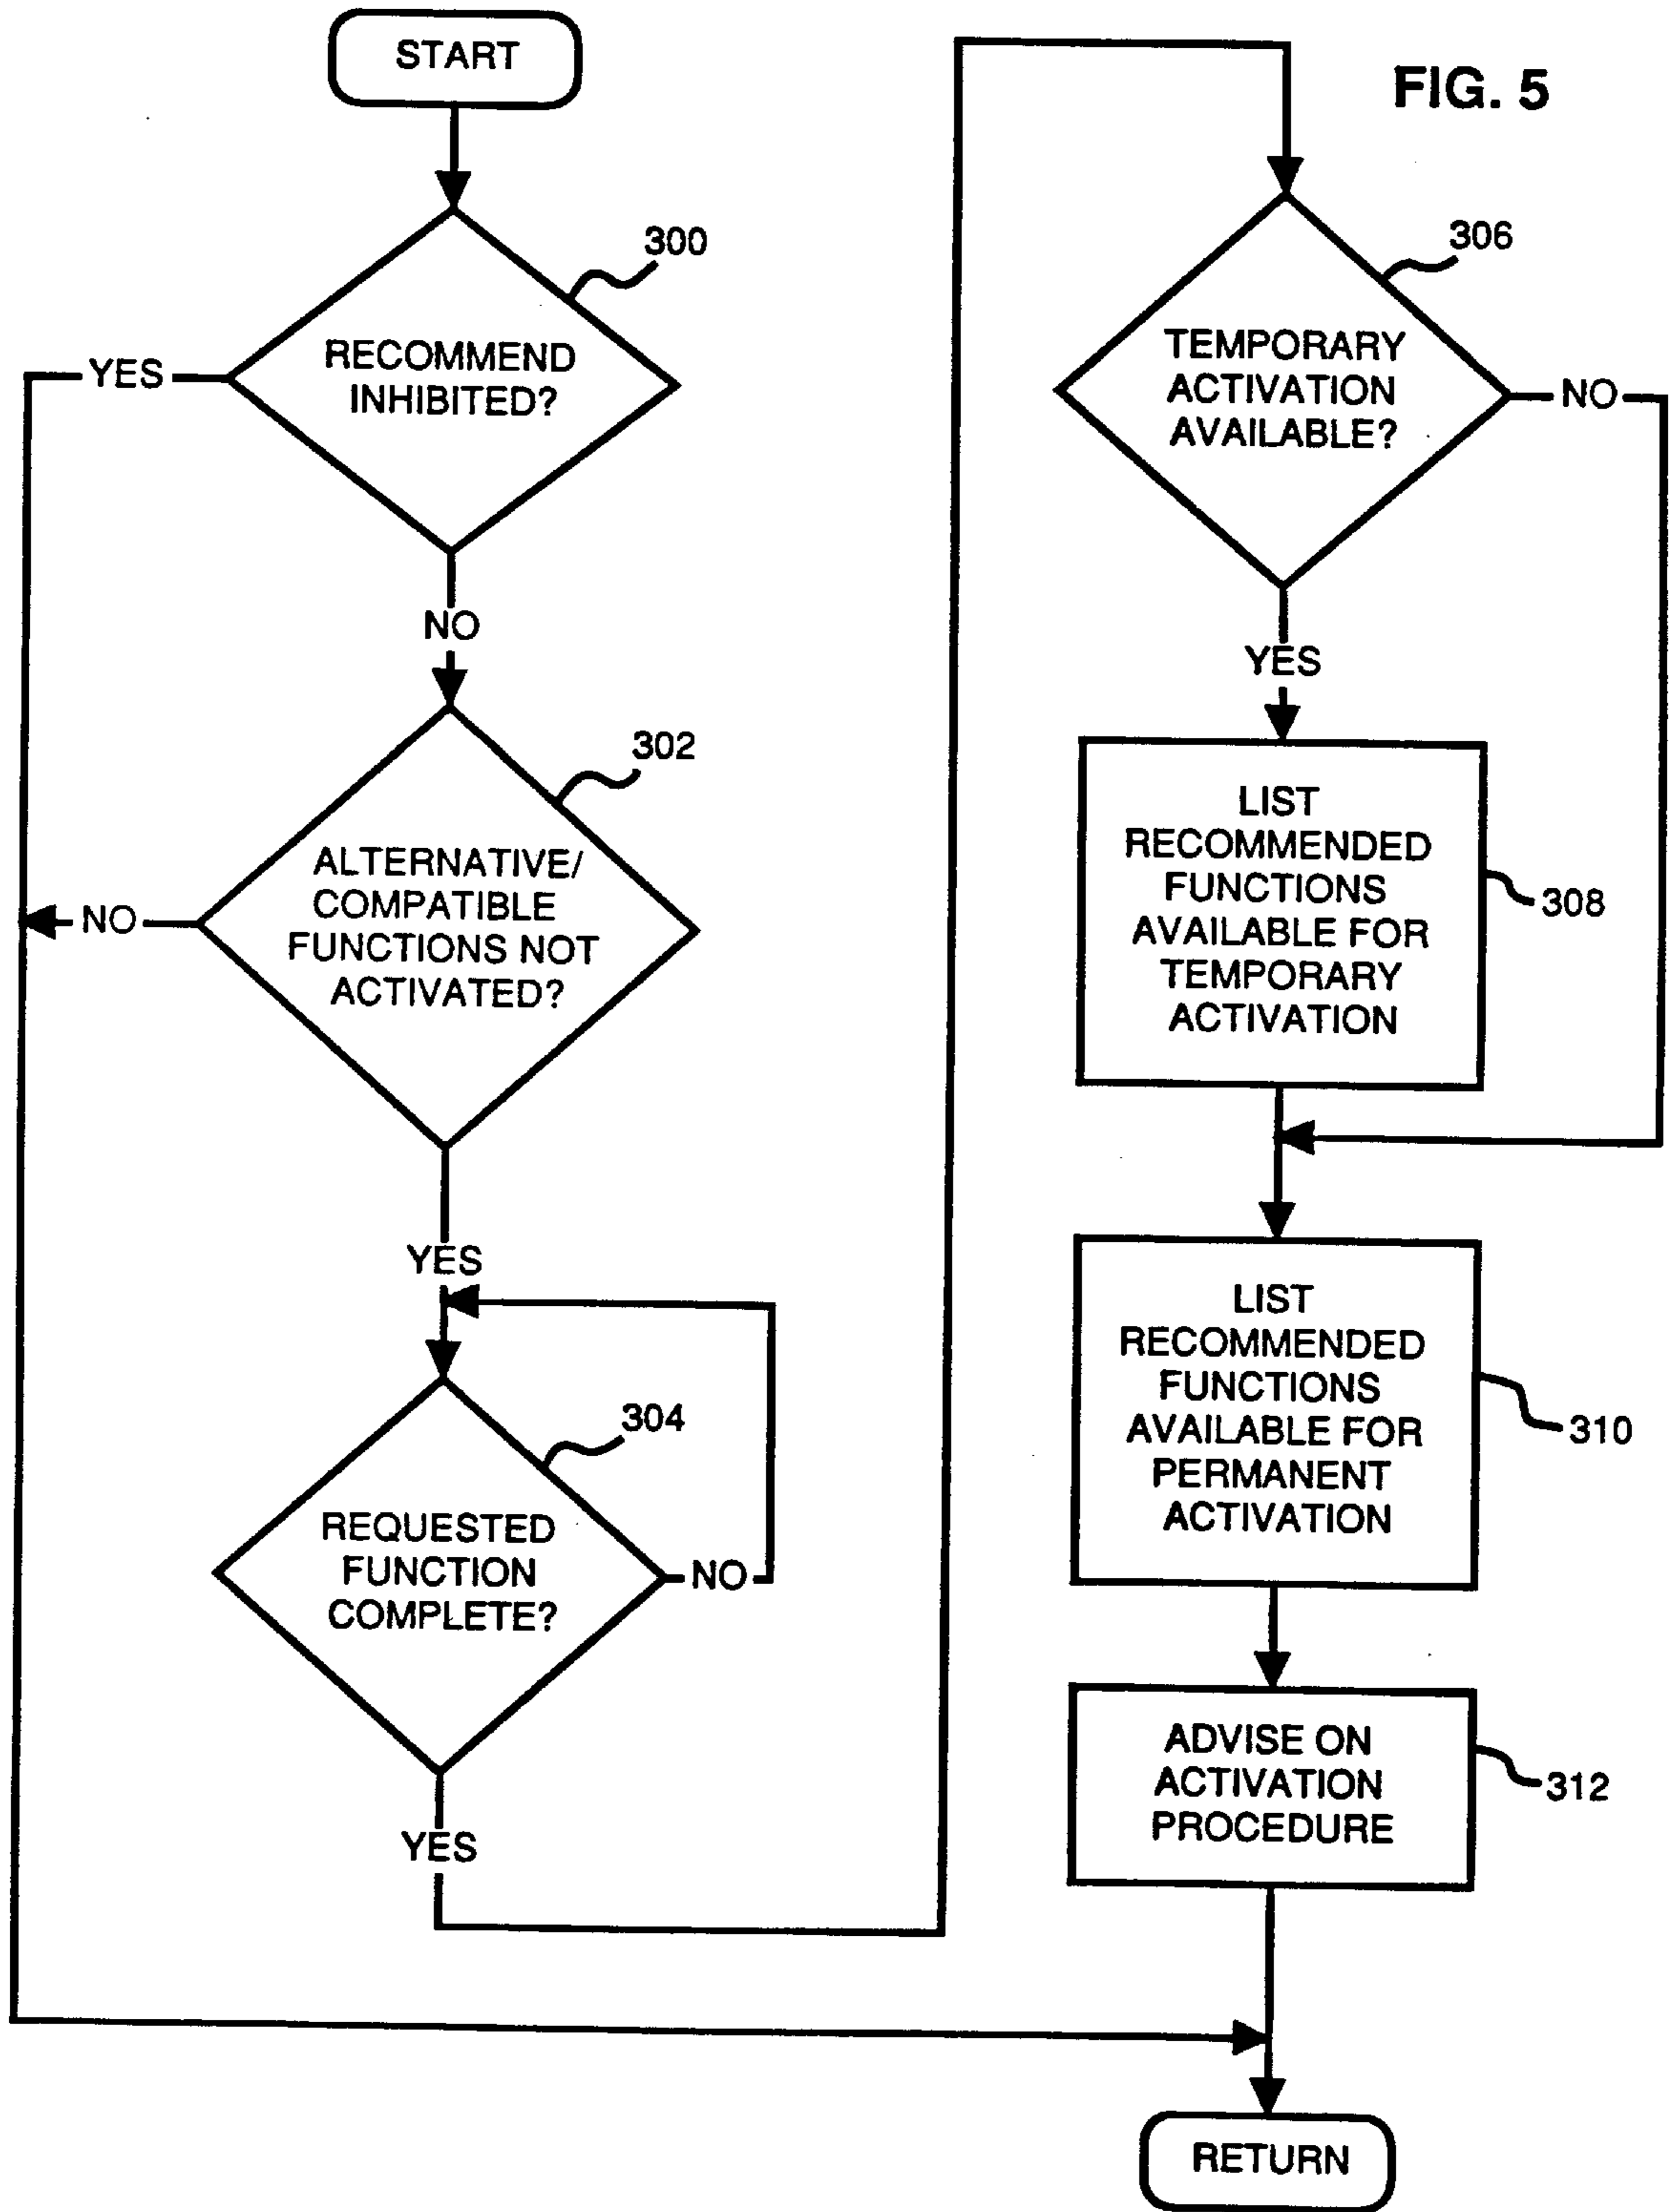 START
FIG. 5
300
RECOMMEND
INHIBITED?
YES
NO
302
ALTERNATIVE/
COMPATIBLE
FUNCTIONS NOT
ACTIVATED?
NO
YES
304
REQUESTED
FUNCTION
COMPLETE?
NO
YES
306
TEMPORARY
ACTIVATION
AVAILABLE?
NO
YES
LIST
RECOMMENDED
FUNCTIONS
AVAILABLE FOR
TEMPORARY
ACTIVATION
308
LIST
RECOMMENDED
FUNCTIONS
AVAILABLE FOR
PERMANENT
ACTIVATION
310
ADVISE ON
ACTIVATION
PROCEDURE
312
RETURN